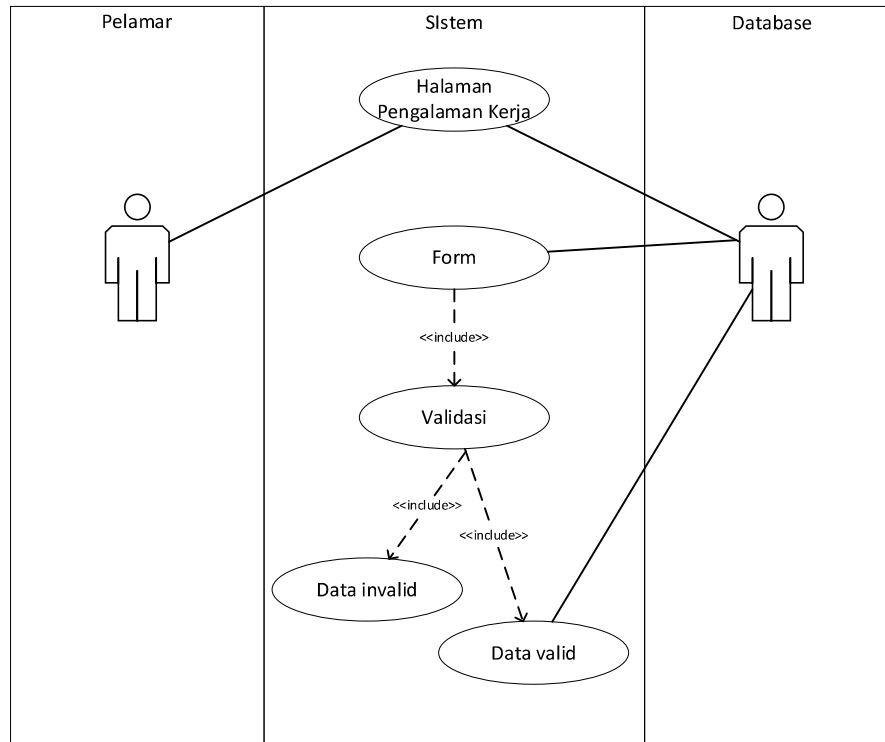 Pelamar
SIstem
Database
Halaman
Pengalaman Kerja
Form
<<include>>
Validasi
<<include>>
<<include>>
Data invalid
Data valid